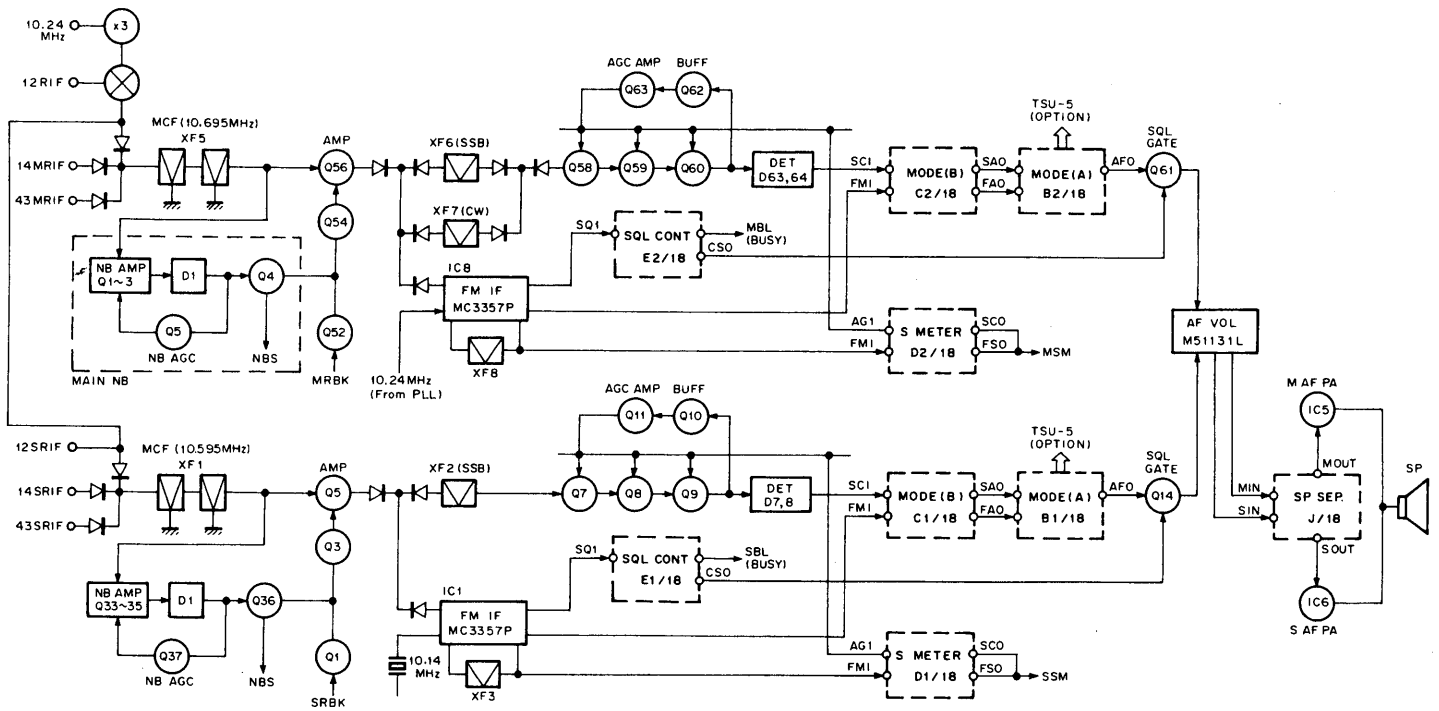 10.24 MHz
x3
12RIF
MCF(10.695MHz)
XF5
14MRIF
43MRIF
AMP
Q56
Q54
NB AMP
Q1~3
D1
Q4
Q5
NB AGC
NBS
MAIN NB
Q52
MRBK
XF6(SSB)
XF7(CW)
IC8
FM IF
MC3357P
XF8
10.24MHz
(From PLL)
AGC AMP
BUFF
Q63
Q62
Q58
Q59
Q60
DET
D63,64
SQ1
SQL CONT
E2/18
MBL
(BUSY)
CSO
SCI
FMI
MODE(B)
C2/18
SAO
FAO
TSU-5
(OPTION)
MODE(A)
B2/18
AFO
SQL
GATE
Q61
AG1
FMI
S METER
D2/18
SCO
FSO
MSM
AF VOL
M51131L
12SRIF
MCF(10.595MHz)
XF1
14SRIF
43SRIF
AMP
Q5
Q3
NB AMP
Q33~35
D1
Q36
Q37
NB AGC
NBS
Q1
SRBK
XF2(SSB)
IC1
FM IF
MC3357P
10.14
MHz
XF3
AGC AMP
BUFF
Q11
Q10
Q7
Q8
Q9
DET
D7,8
SQ1
SQL CONT
E1/18
SBL
(BUSY)
CSO
SCI
FMI
MODE(B)
C1/18
SAO
FAO
TSU-5
(OPTION)
MODE(A)
B1/18
AFO
SQL
GATE
Q14
AG1
FMI
S METER
D1/18
SCO
FSO
SSM
M AF PA
IC5
MOUT
MIN
SIN
SP SEP.
J/18
SOUT
IC6
S AF PA
SP